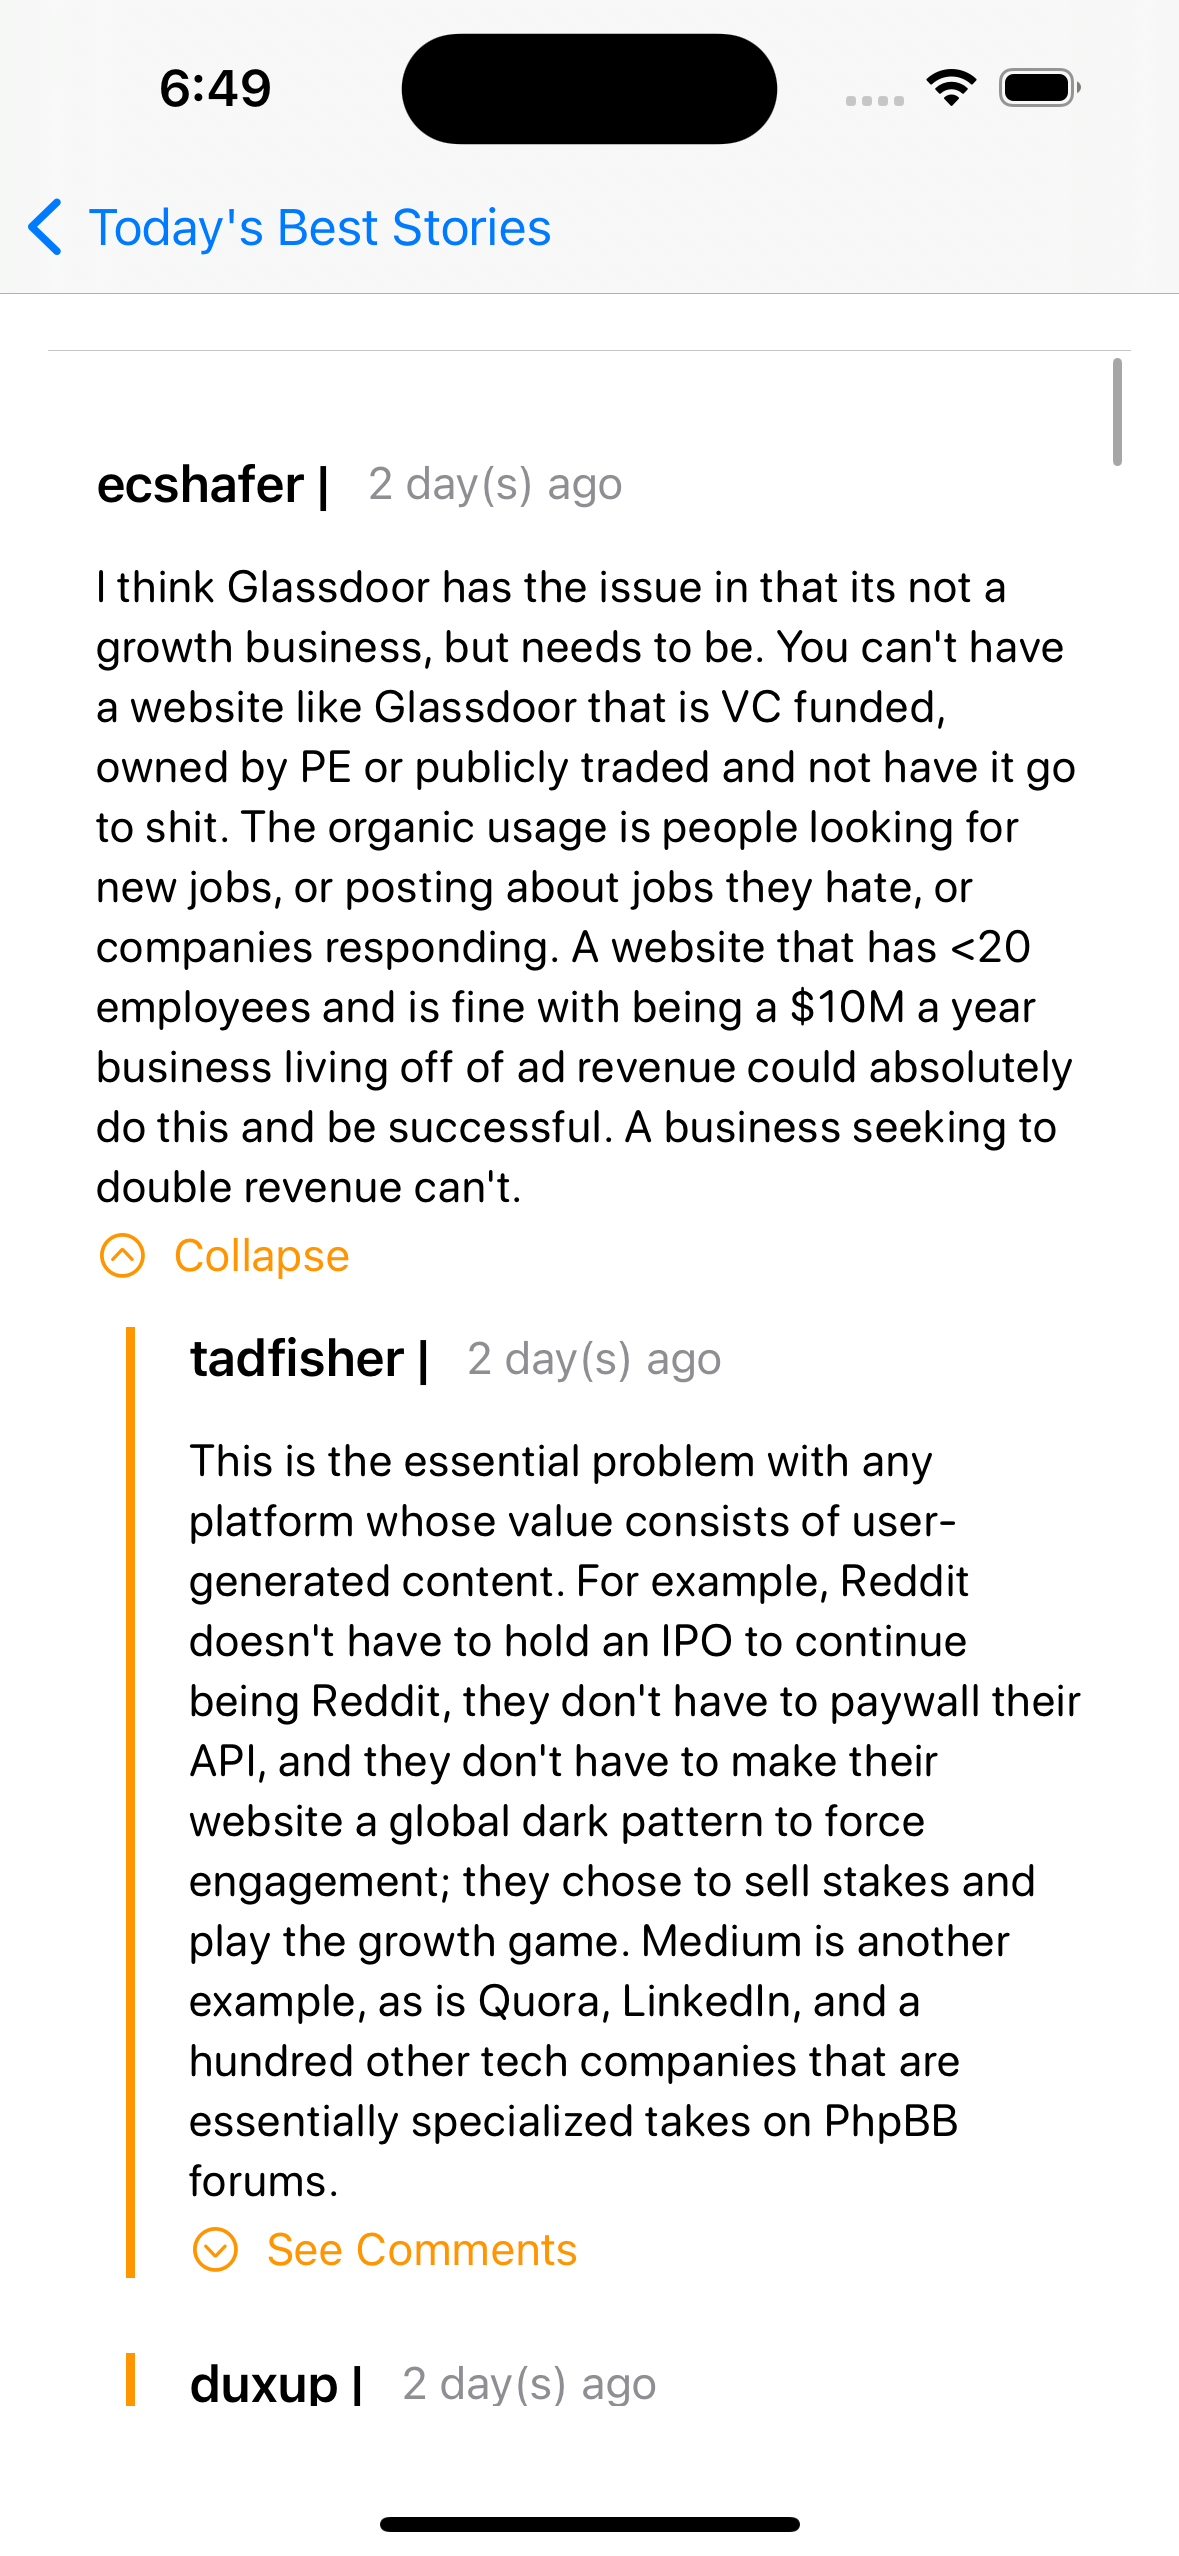 6:49
Today's Best Stories
ecshafer | 2 day(s) ago
I think Glassdoor has the issue in that its not a
growth business, but needs to be. You can't have
a website like Glassdoor that is VC funded,
owned by PE or publicly traded and not have it go
to shit. The organic usage is people looking for
new jobs, or posting about jobs they hate, or
companies responding. A website that has <20
employees and is fine with being a $10M a year
business living off of ad revenue could absolutely
do this and be successful. A business seeking to
double revenue can't.
Collapse
tadfisher | 2 day(s) ago
This is the essential problem with any
platform whose value consists of user-
generated content. For example, Reddit
doesn't have to hold an IPO to continue
being Reddit, they don't have to paywall their
API, and they don't have to make their
website a global dark pattern to force
engagement; they chose to sell stakes and
play the growth game. Medium is another
example, as is Quora, LinkedIn, and a
hundred other tech companies that are
essentially specialized takes on PhpBB
forums.
See Comments
duxup | 2 day(s) ago